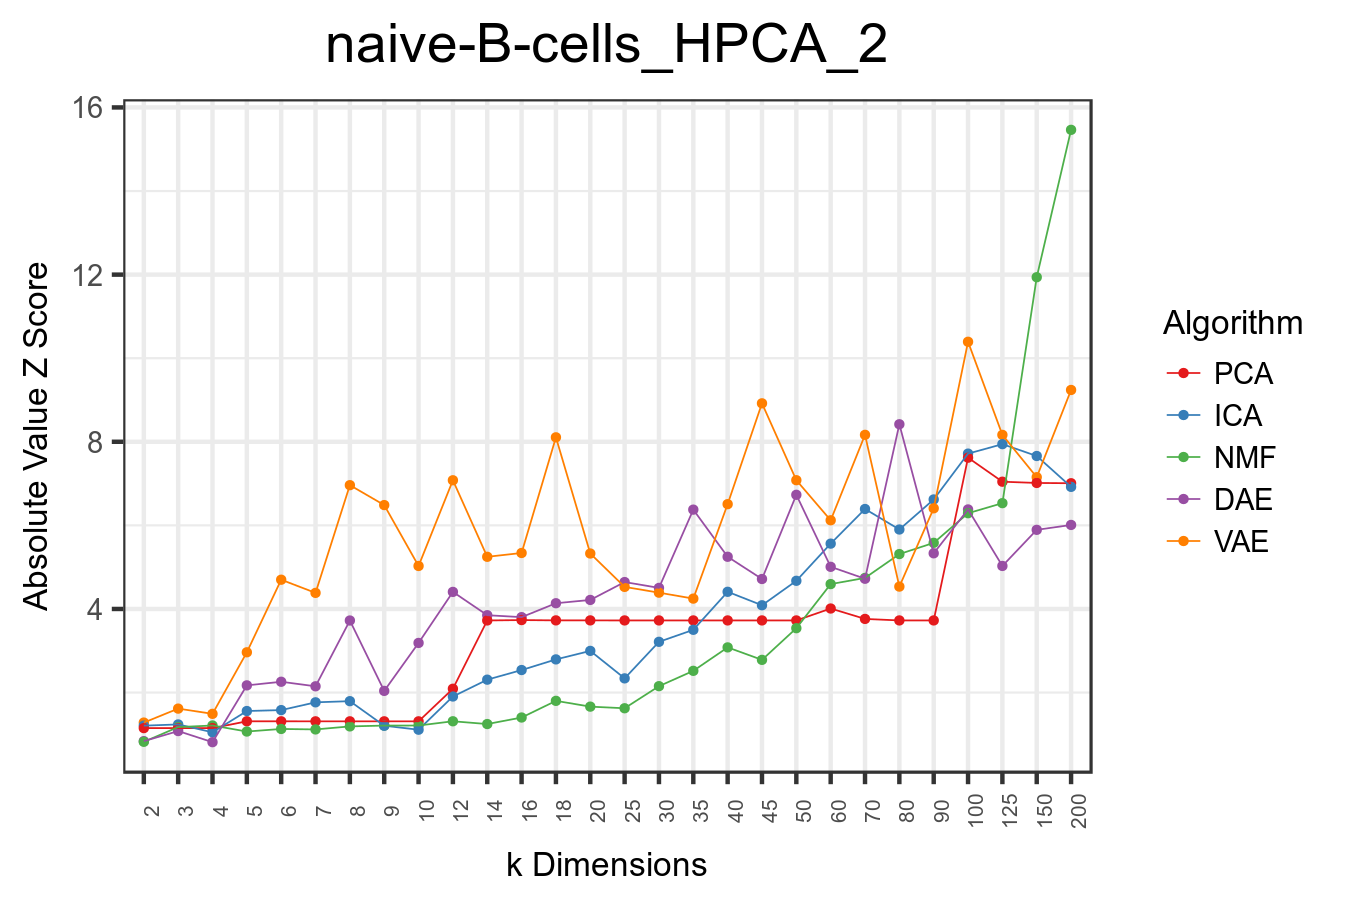 naive-B-cells_HPCA_2
Absolute Value Z Score
16
12
8
4
2 3 4 5 6 7 8 9 10 12 14 16 18 20 25 30 35 40 45 50 60 70 80 90 100 125 150 200
k Dimensions
Algorithm
PCA
ICA
NMF
DAE
VAE